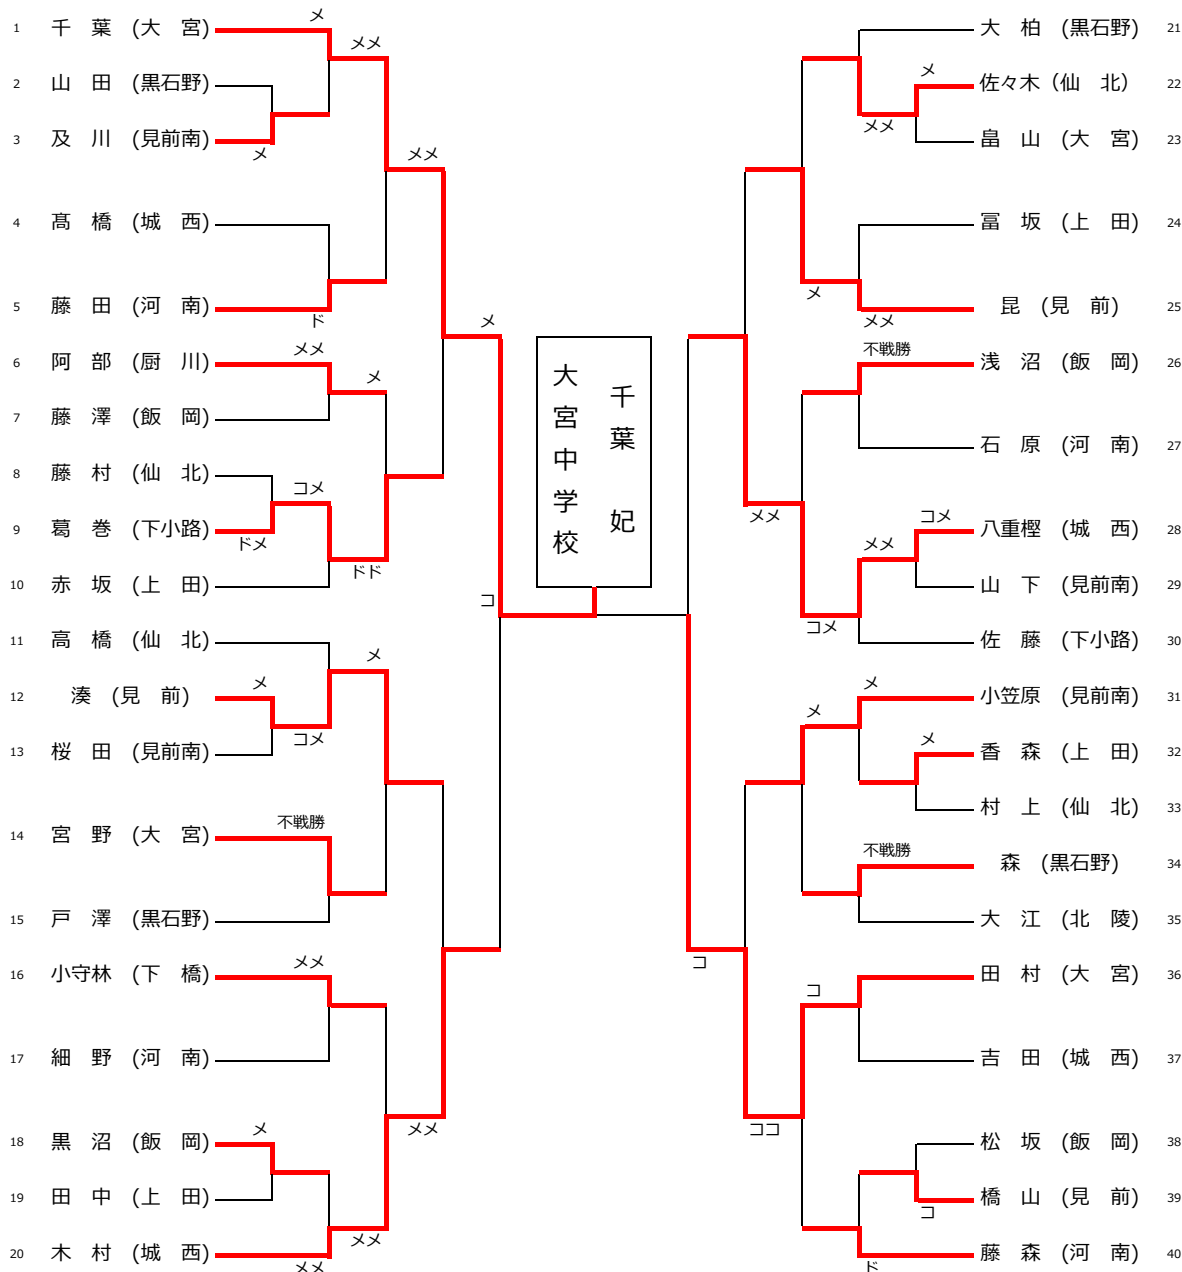 1 千 葉 (大 宮)
メ
メメ
2 山 田 (黒石野)
3 及 川 (見前南)
メ
メメ
4 髙 橋 (城 西)
5 藤 田 (河 南)
ド
メ
6 阿 部 (厨 川)
メメ
メ
7 藤 澤 (飯 岡)
8 藤 村 (仙 北)
コメ
9 葛 巻 (下小路)
ドメ
ドド
10 赤 坂 (上 田)
コ
11 高 橋 (仙 北)
メ
12 湊 (見 前)
メ
コメ
13 桜 田 (見前南)
14 宮 野 (大 宮)
不戦勝
15 戸 澤 (黒石野)
16 小守林 (下 橋)
メメ
17 細 野 (河 南)
メメ
18 黒 沼 (飯 岡)
メ
19 田 中 (上 田)
メメ
20 木 村 (城 西)
メメ
千 葉 妃
大宮中学校
大 柏 (黒石野) 21
メ
佐々木 (仙 北) 22
メメ
畠 山 (大 宮) 23
冨 坂 (上 田) 24
メ
昆 (見 前) 25
メメ
不戦勝
浅 沼 (飯 岡) 26
石 原 (河 南) 27
メメ
コメ
八重樫 (城 西) 28
メメ
山 下 (見前南) 29
コメ
佐 藤 (下小路) 30
メ
小笠原 (見前南) 31
メ
メ
香 森 (上 田) 32
村 上 (仙 北) 33
不戦勝
森 (黒石野) 34
大 江 (北 陵) 35
コ
田 村 (大 宮) 36
コ
吉 田 (城 西) 37
ココ
松 坂 (飯 岡) 38
橋 山 (見 前) 39
コ
藤 森 (河 南) 40
ド